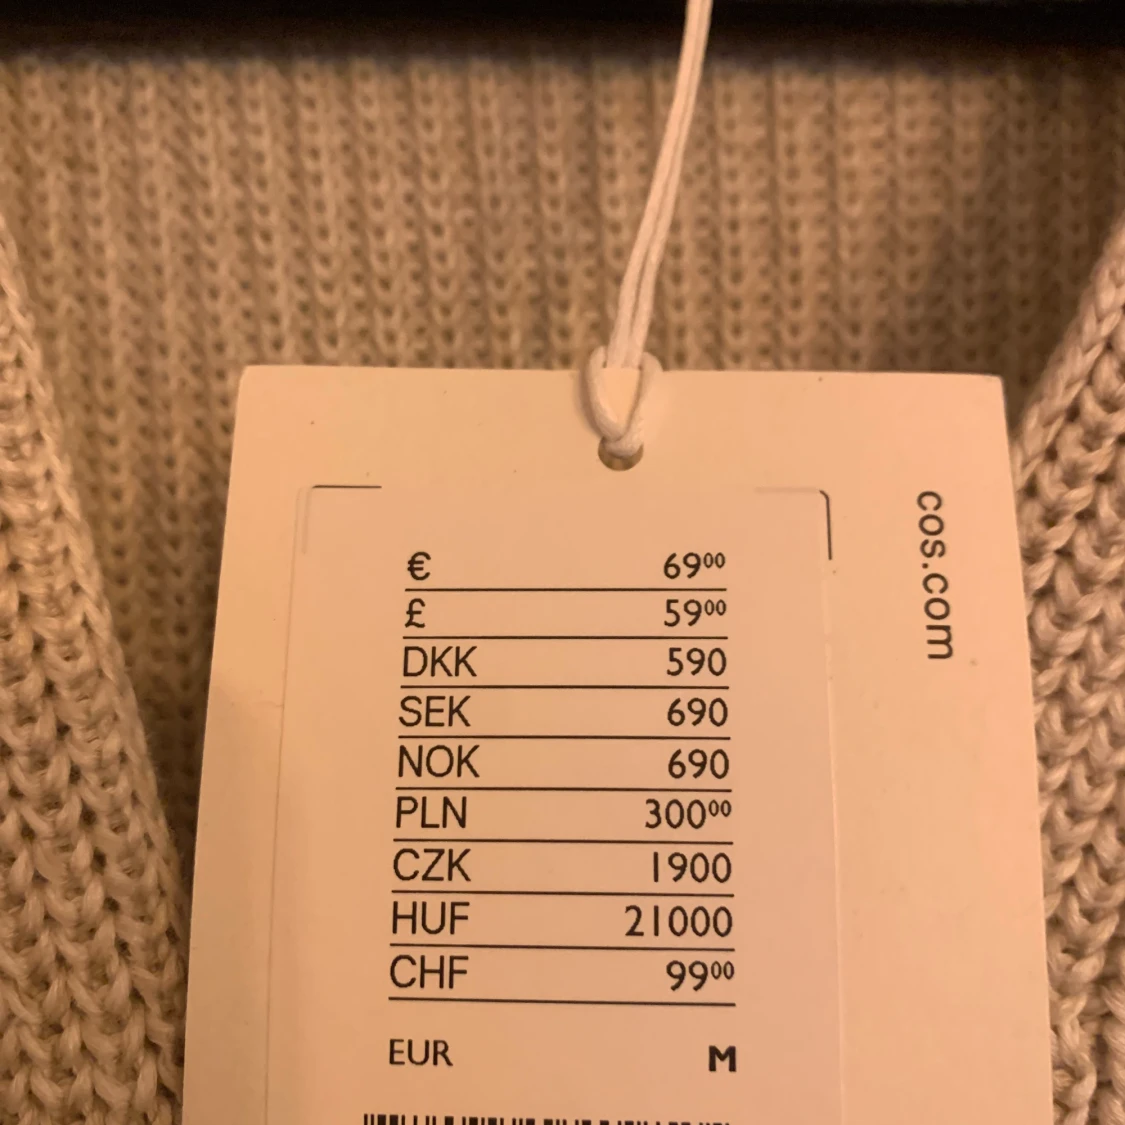 € 69⁰⁰
£ 59⁰⁰
DKK 590
SEK 690
NOK 690
PLN 300⁰⁰
CZK 1900
HUF 21000
CHF 99⁰⁰
EUR M
cos.com